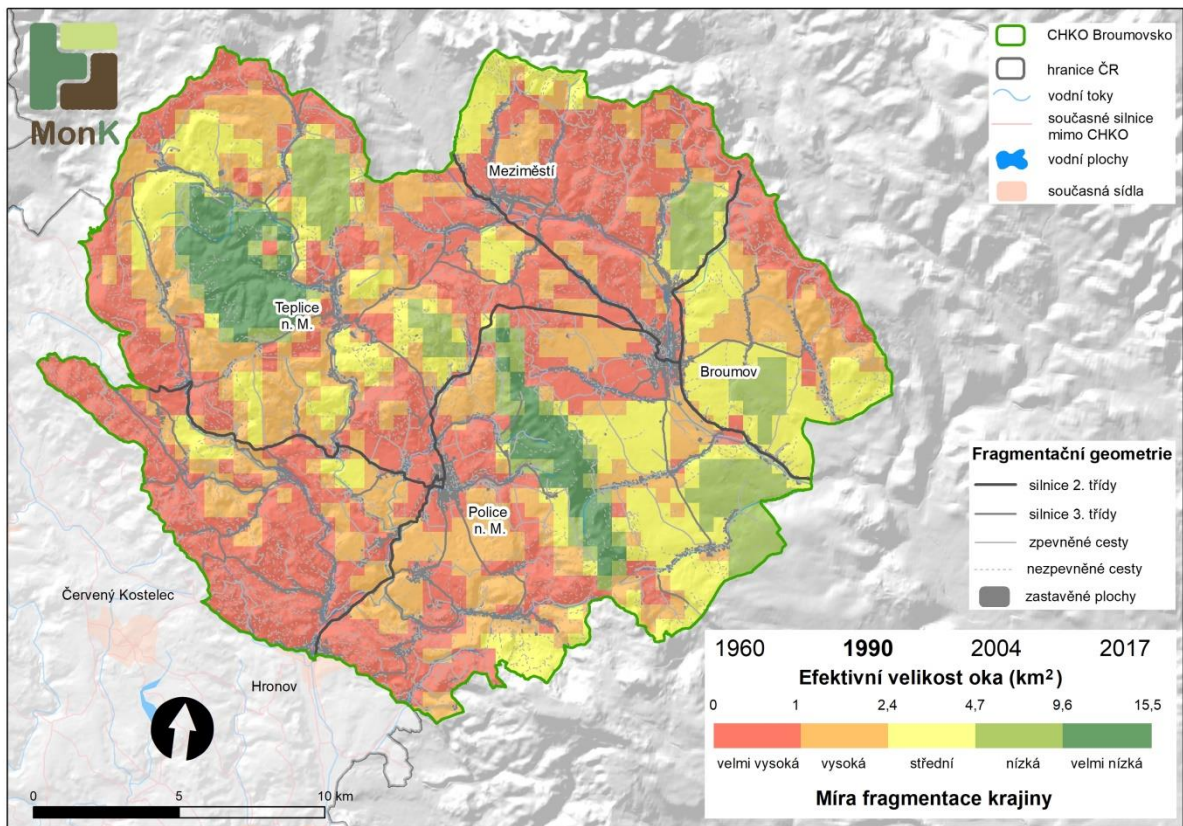 MonK
CHKO Broumovsko
hranice ČR
vodní toky
současné silnice
mimo CHKO
vodní plochy
současná sídla
Meziměstí
Teplice
n. M.
Broumov
Police
n. M.
Červený Kostelec
Hronov
Fragmentační geometrie
silnice 2. třídy
silnice 3. třídy
zpevněné cesty
nezpevněné cesty
zastavěné plochy
1960 1990 2004 2017
Efektivní velikost oka (km²)
0 1 2,4 4,7 9,6 15,5
velmi vysoká vysoká střední nízká velmi nízká
Míra fragmentace krajiny
0 5 10 km